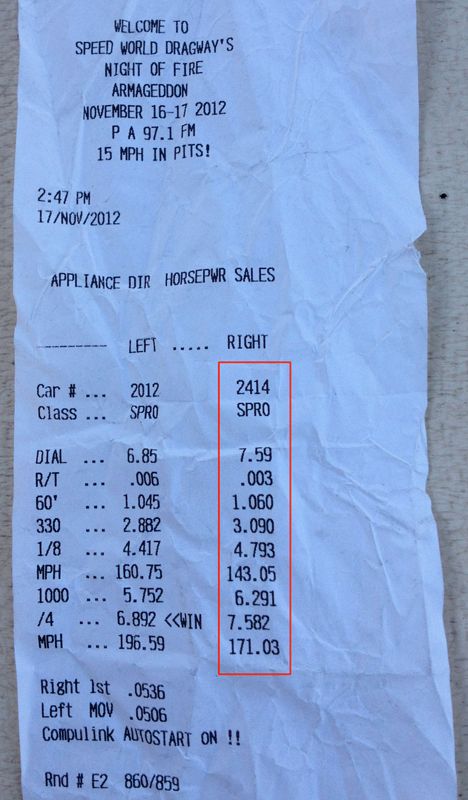 WELCOME TO
SPEED WORLD DRAGWAY'S
NIGHT OF FIRE
ARMAGEDDON
NOVEMBER 16-17 2012
P A 97.1 FM
15 MPH IN PITS!
2:47 PM
17/NOV/2012
APPLIANCE DIR HORSEPWR SALES
------- LEFT ..... RIGHT
Car # ... 2012 2414
Class ... SPRO SPRO
DIAL ... 6.85 7.59
R/T ... .006 .003
60' ... 1.045 1.060
330 ... 2.882 3.090
1/8 ... 4.417 4.793
MPH ... 160.75 143.05
1000 ... 5.752 6.291
/4 ... 6.892 <<WIN 7.582
MPH ... 196.59 171.03
Right 1st .0536
Left MOV .0506
Compulink AUTOSTART ON !!
Rnd # E2 860/859